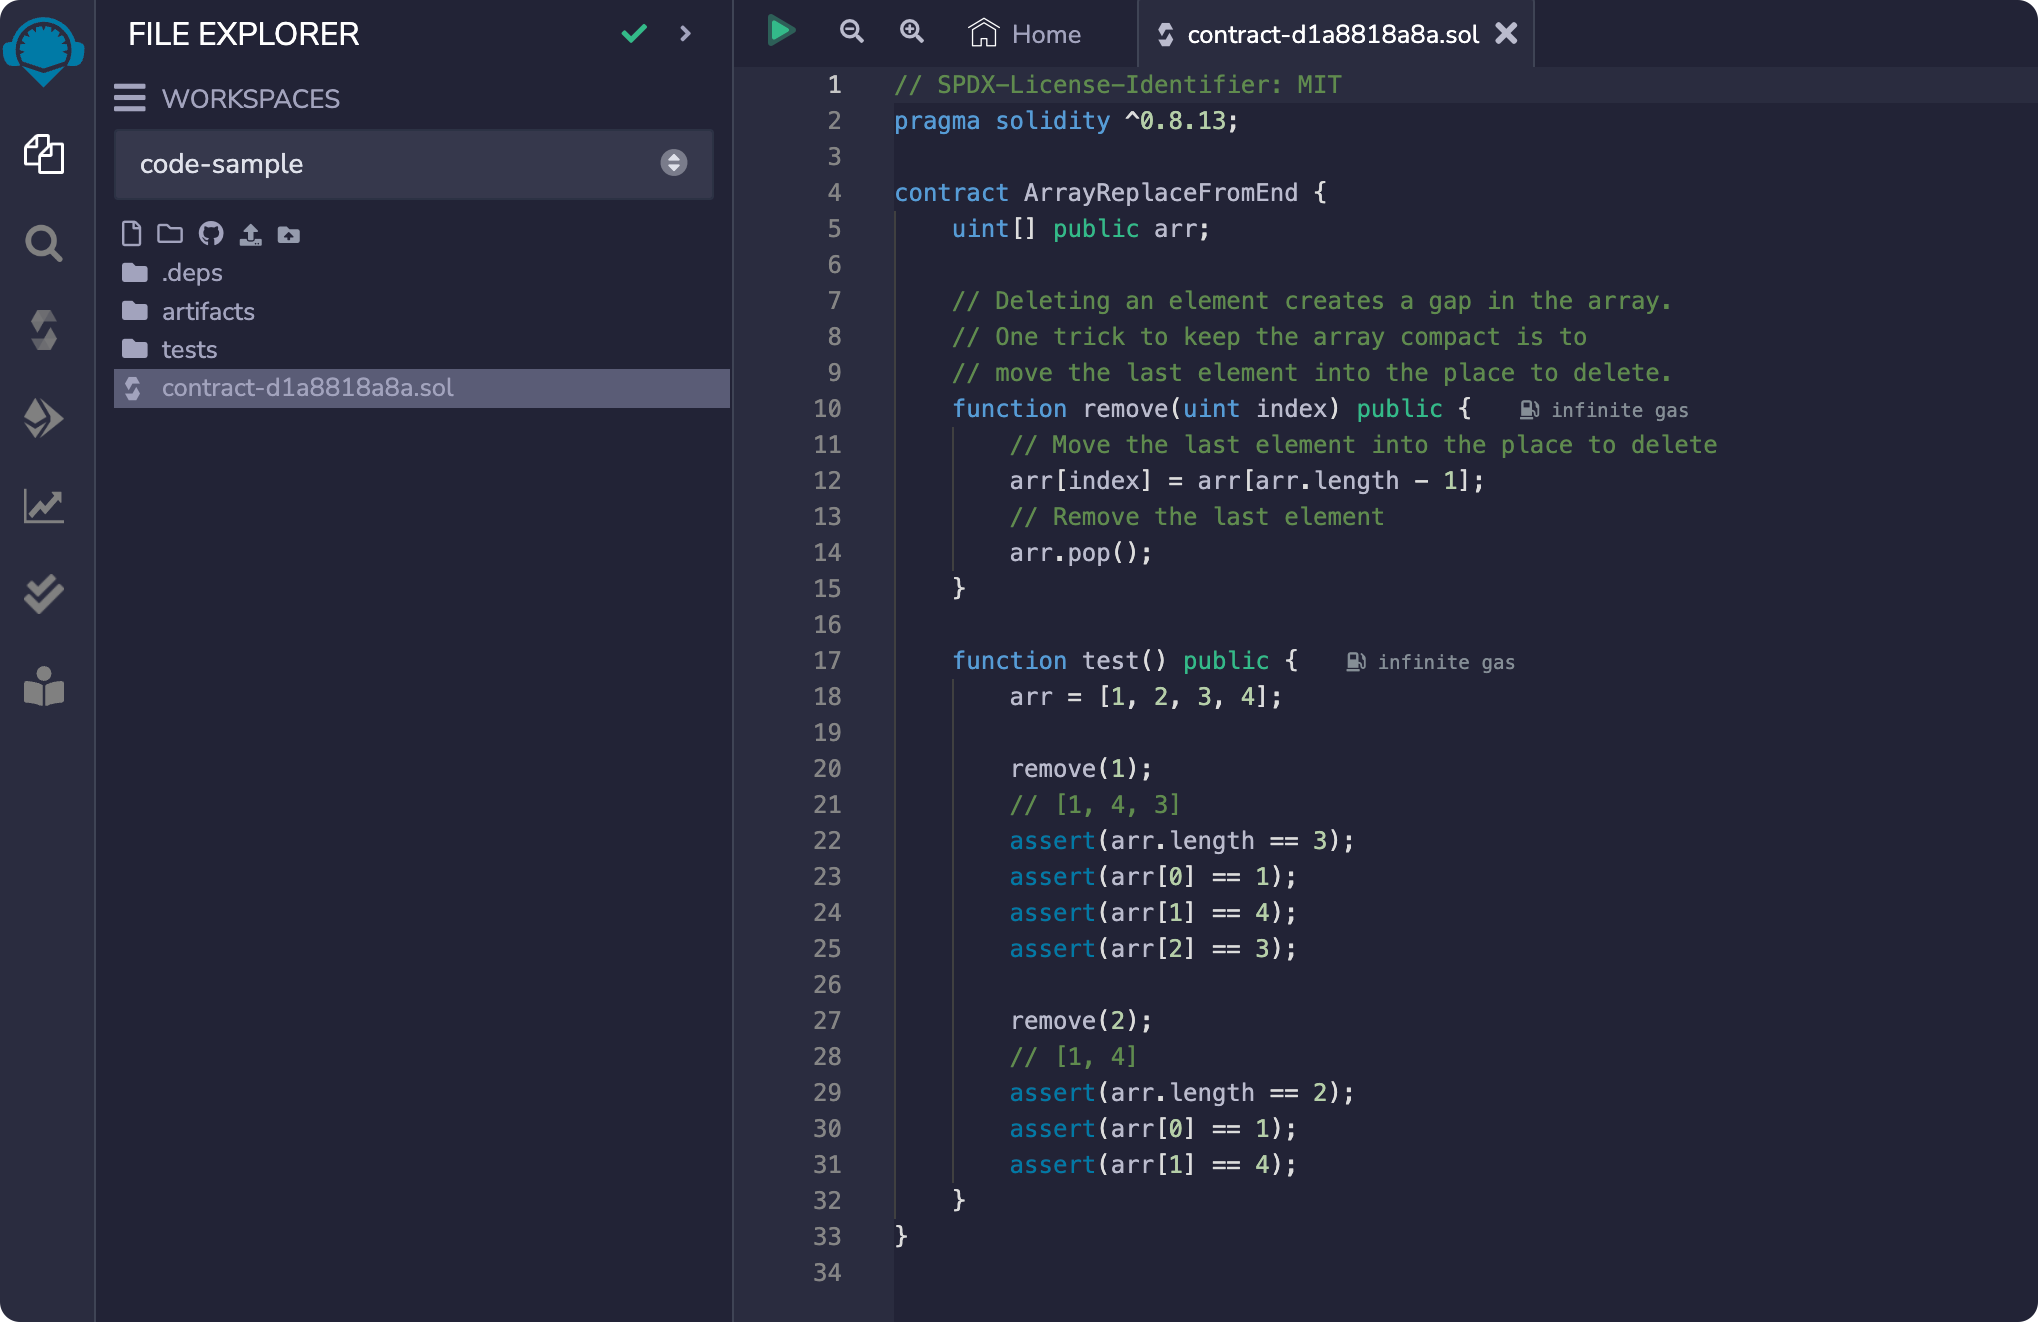 FILE EXPLORER
WORKSPACES
code-sample
.deps
artifacts
tests
contract-d1a8818a8a.sol
Home
contract-d1a8818a8a.sol
1 // SPDX-License-Identifier: MIT
2 pragma solidity ^0.8.13;
3
4 contract ArrayReplaceFromEnd {
5     uint[] public arr;
6
7     // Deleting an element creates a gap in the array.
8     // One trick to keep the array compact is to
9     // move the last element into the place to delete.
10     function remove(uint index) public { infinite gas
11         // Move the last element into the place to delete
12         arr[index] = arr[arr.length - 1];
13         // Remove the last element
14         arr.pop();
15     }
16
17     function test() public { infinite gas
18         arr = [1, 2, 3, 4];
19
20         remove(1);
21         // [1, 4, 3]
22         assert(arr.length == 3);
23         assert(arr[0] == 1);
24         assert(arr[1] == 4);
25         assert(arr[2] == 3);
26
27         remove(2);
28         // [1, 4]
29         assert(arr.length == 2);
30         assert(arr[0] == 1);
31         assert(arr[1] == 4);
32     }
33 }
34